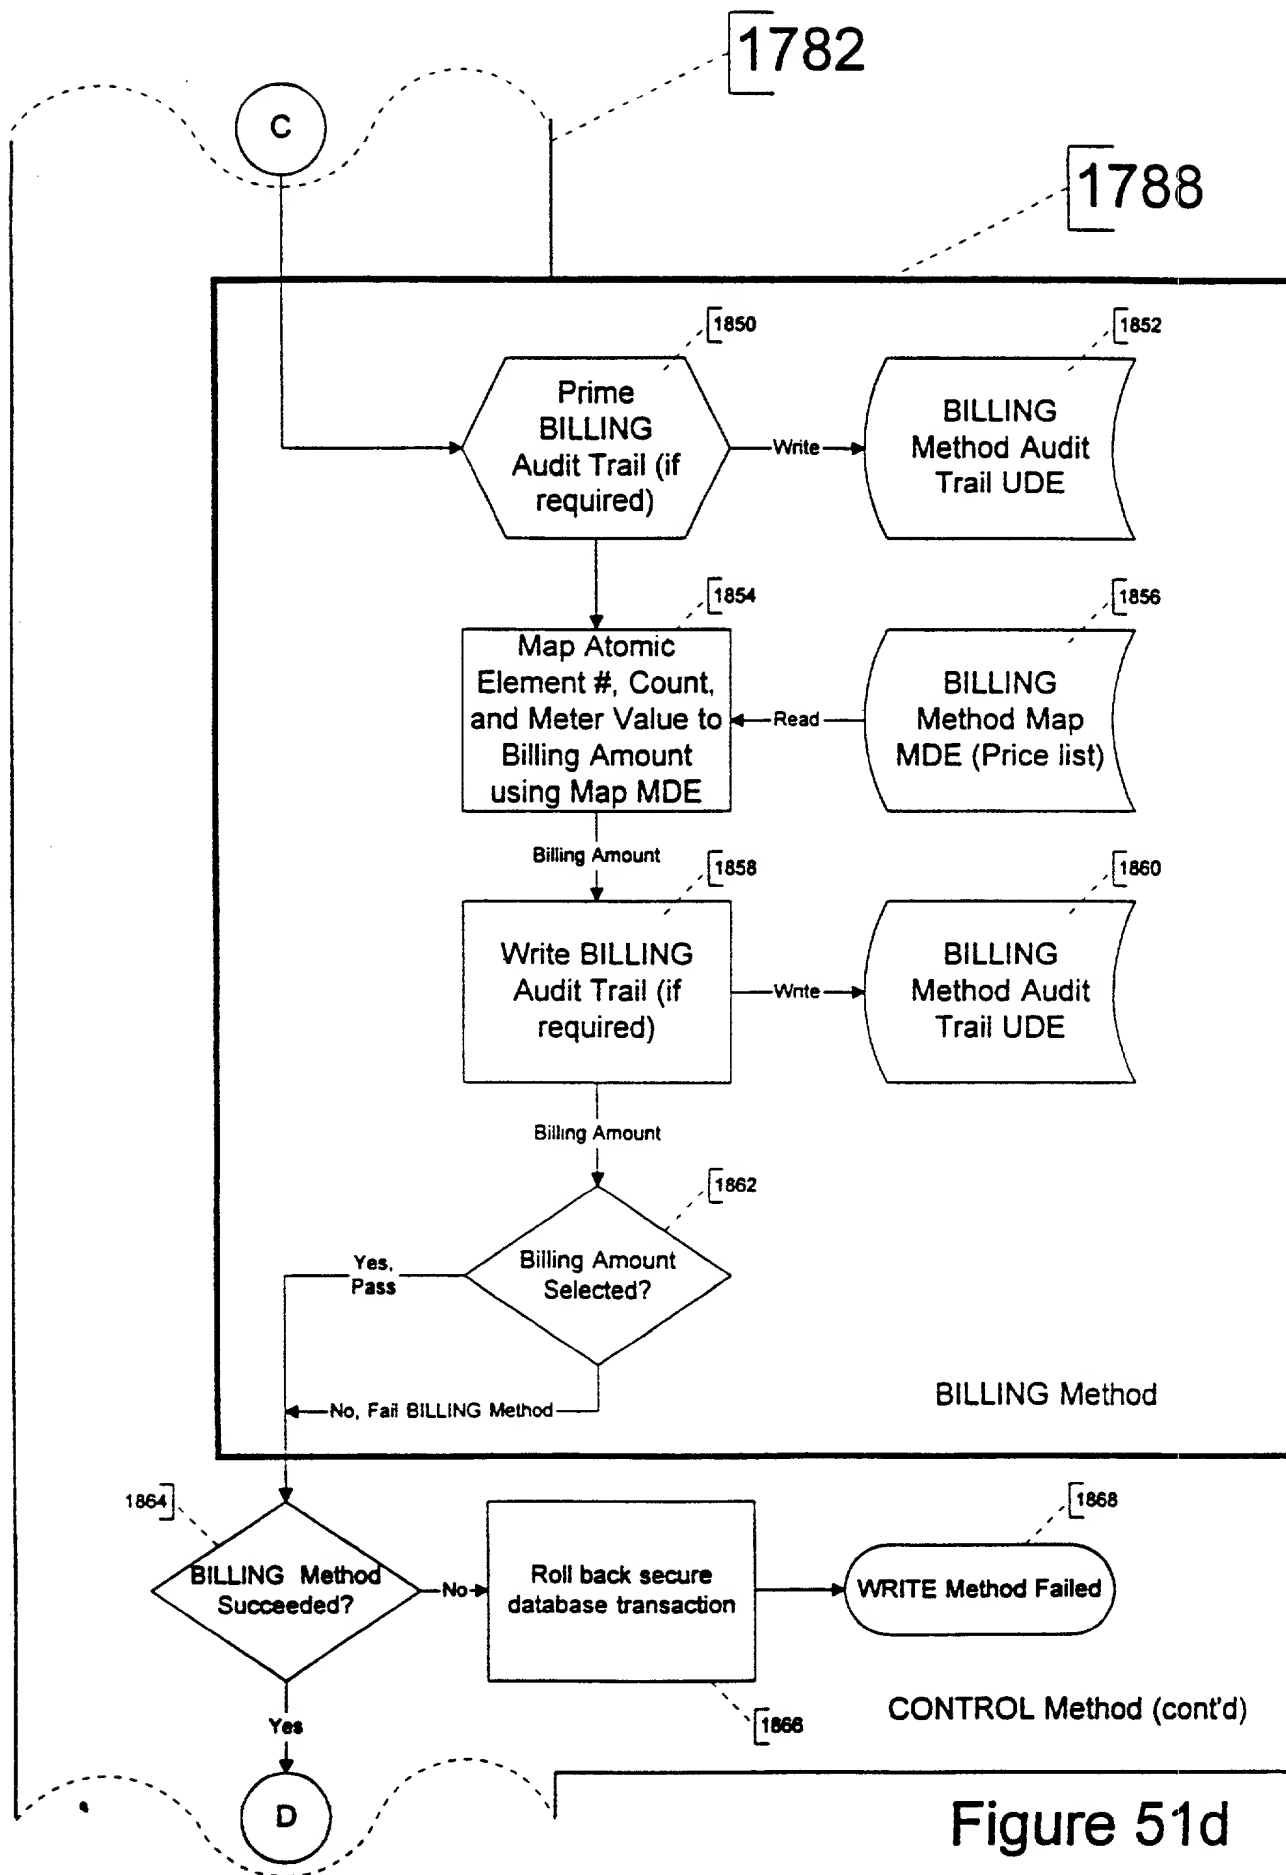 1782
C
1788
1850
1852
Prime
BILLING
Audit Trail (if
required)
Write
BILLING
Method Audit
Trail UDE
1854
1856
Map Atomic
Element #, Count,
and Meter Value to
Billing Amount
using Map MDE
Read
BILLING
Method Map
MDE (Price list)
Billing Amount
1858
1860
Write BILLING
Audit Trail (if
required)
Write
BILLING
Method Audit
Trail UDE
Billing Amount
1862
Billing Amount
Selected?
Yes,
Pass
No, Fail BILLING Method
BILLING Method
1864
1868
BILLING Method
Succeeded?
No
Roll back secure
database transaction
WRITE Method Failed
1866
CONTROL Method (cont'd)
Yes
D
Figure 51d